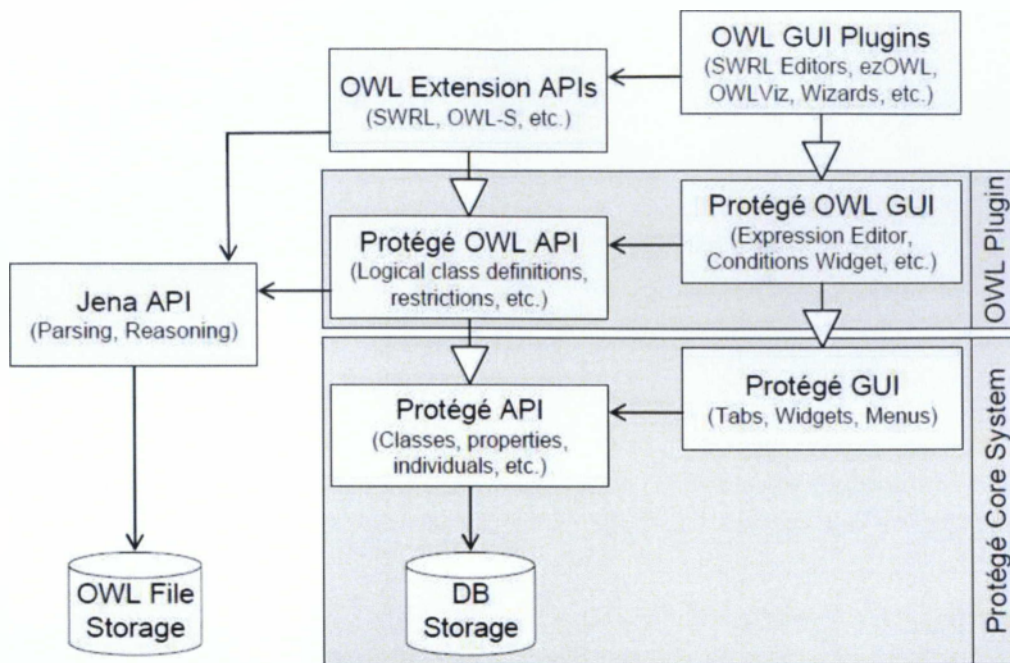 OWL GUI Plugins
(SWRL Editors, ezOWL,
OWLViz, Wizards, etc.)
OWL Extension APIs
(SWRL, OWL-S, etc.)
Protégé OWL GUI
(Expression Editor,
Conditions Widget, etc.)
Protégé OWL API
(Logical class definitions,
restrictions, etc.)
OWL Plugin
Jena API
(Parsing, Reasoning)
Protégé GUI
(Tabs, Widgets, Menus)
Protégé API
(Classes, properties,
individuals, etc.)
Protégé Core System
OWL File
Storage
DB
Storage